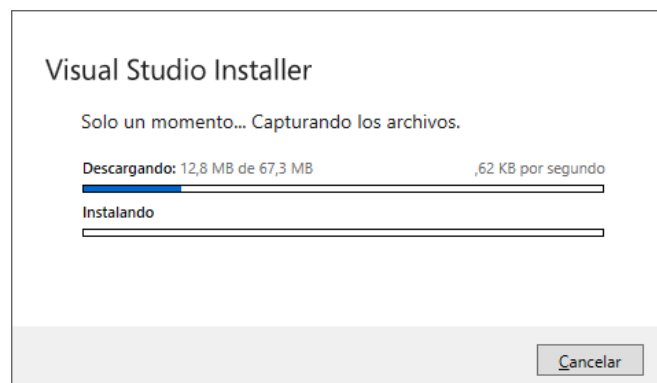 Visual Studio Installer
Solo un momento... Capturando los archivos.
Descargando: 12,8 MB de 67,3 MB ,62 KB por segundo
Instalando
Cancelar